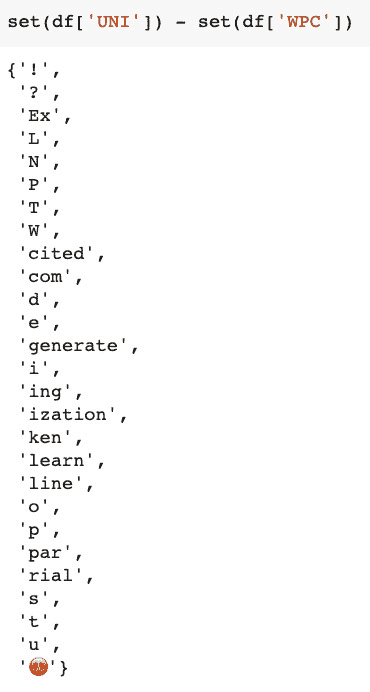 set(df['UNI']) - set(df['WPC'])
{'!',
'?',
'Ex',
'L',
'N',
'P',
'T',
'W',
'cited',
'com',
'd',
'e',
'generate',
'i',
'ing',
'ization',
'ken',
'learn',
'line',
'o',
'p',
'par',
'rial',
's',
't',
'u',
'😎'}